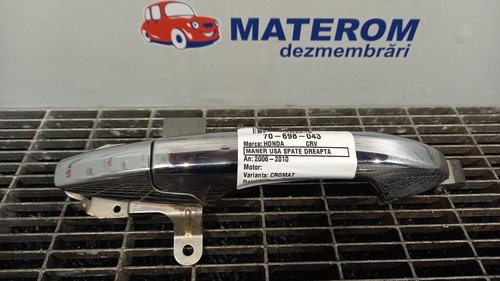 MATEROM
dezmembrări
70-698-043
Marca: HONDA CRV
MANER USA SPATE DREAPTA
An: 2006-2010
Motor:
Varianta: CROMAT